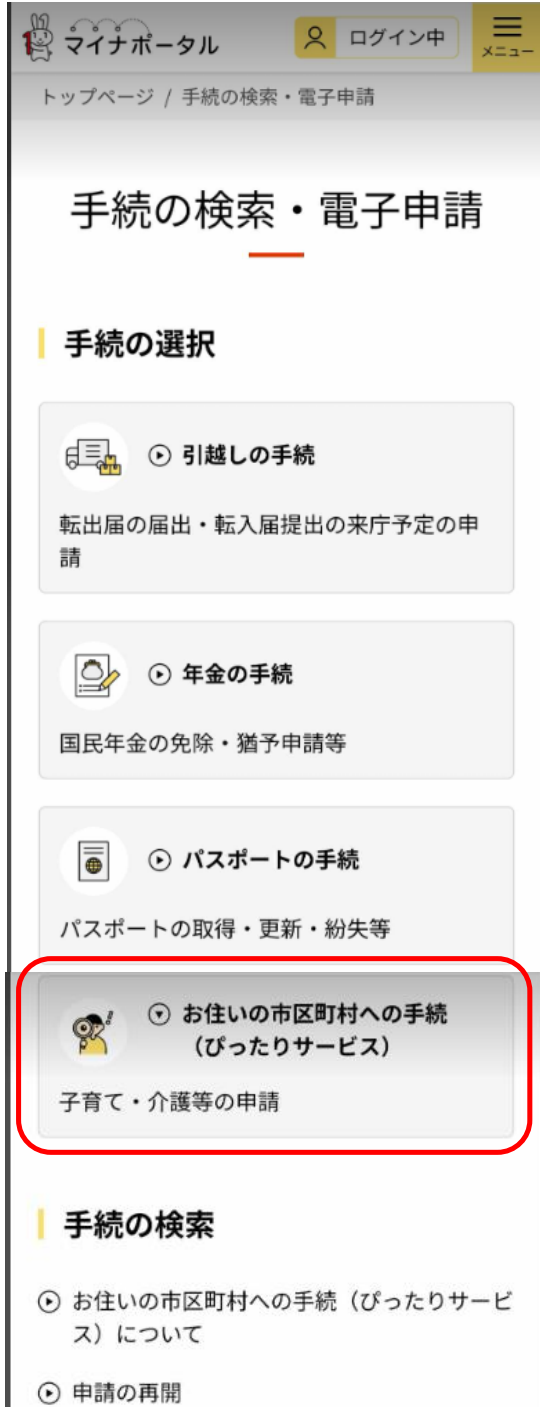 マイナポータル
ログイン中
メニュー
トップページ / 手続の検索・電子申請
手続の検索・電子申請
手続の選択
引越しの手続
転出届の届出・転入届提出の来庁予定の申
請
年金の手続
国民年金の免除・猶予申請等
パスポートの手続
パスポートの取得・更新・紛失等
お住いの市区町村への手続
（ぴったりサービス）
子育て・介護等の申請
手続の検索
お住いの市区町村への手続（ぴったりサービ
ス）について
申請の再開